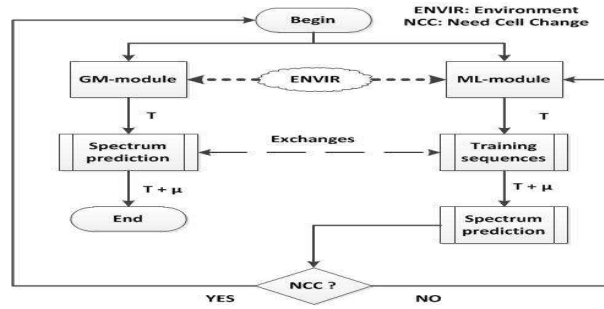 Begin
ENVIR: Environment
NCC: Need Cell Change
GM-module
ENVIR
ML-module
T
T
Spectrum
prediction
Exchanges
Training
sequences
T + μ
T + μ
End
Spectrum
prediction
NCC ?
YES
NO